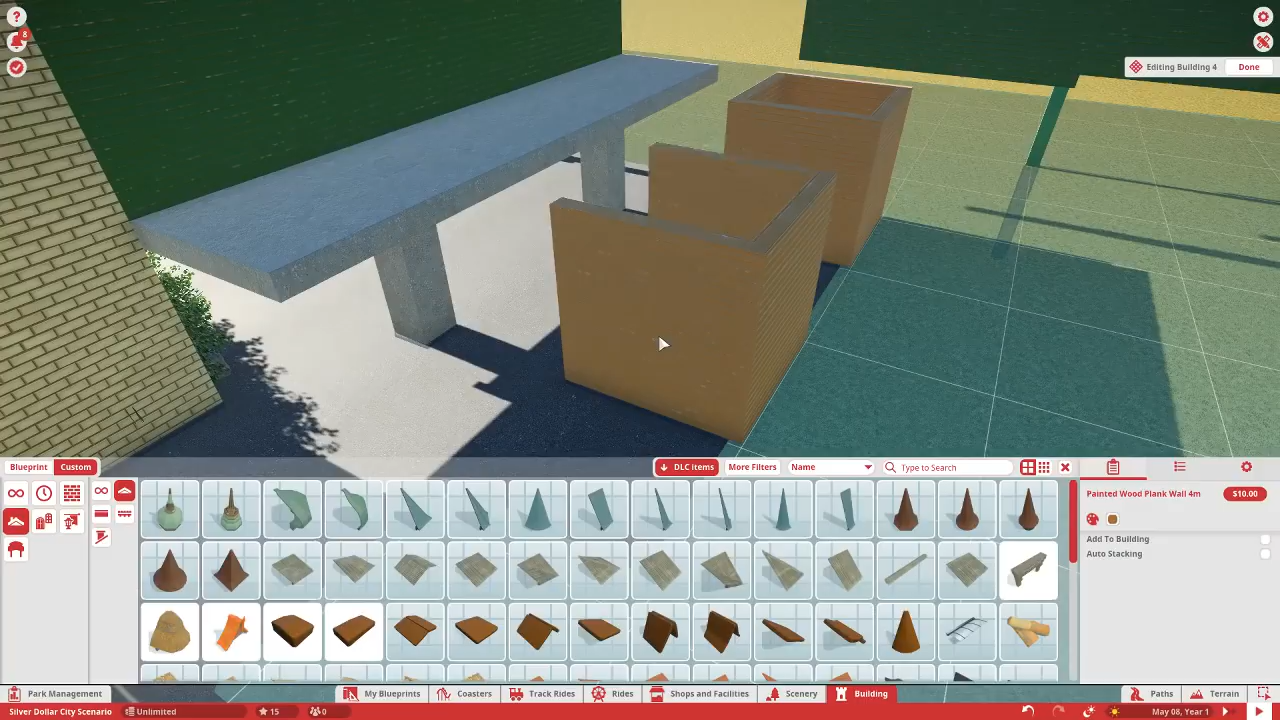 ?
8
Editing Building 4 Done
Blueprint Custom DLC Items More Filters Name Type to Search
Painted Wood Plank Wall 4m $10.00
Add To Building
Auto Stacking
Park Management My Blueprints Coasters Track Rides Rides Shops and Facilities Scenery Building Paths Terrain
Silver Dollar City Scenario Unlimited 15 0 May 08, Year 1